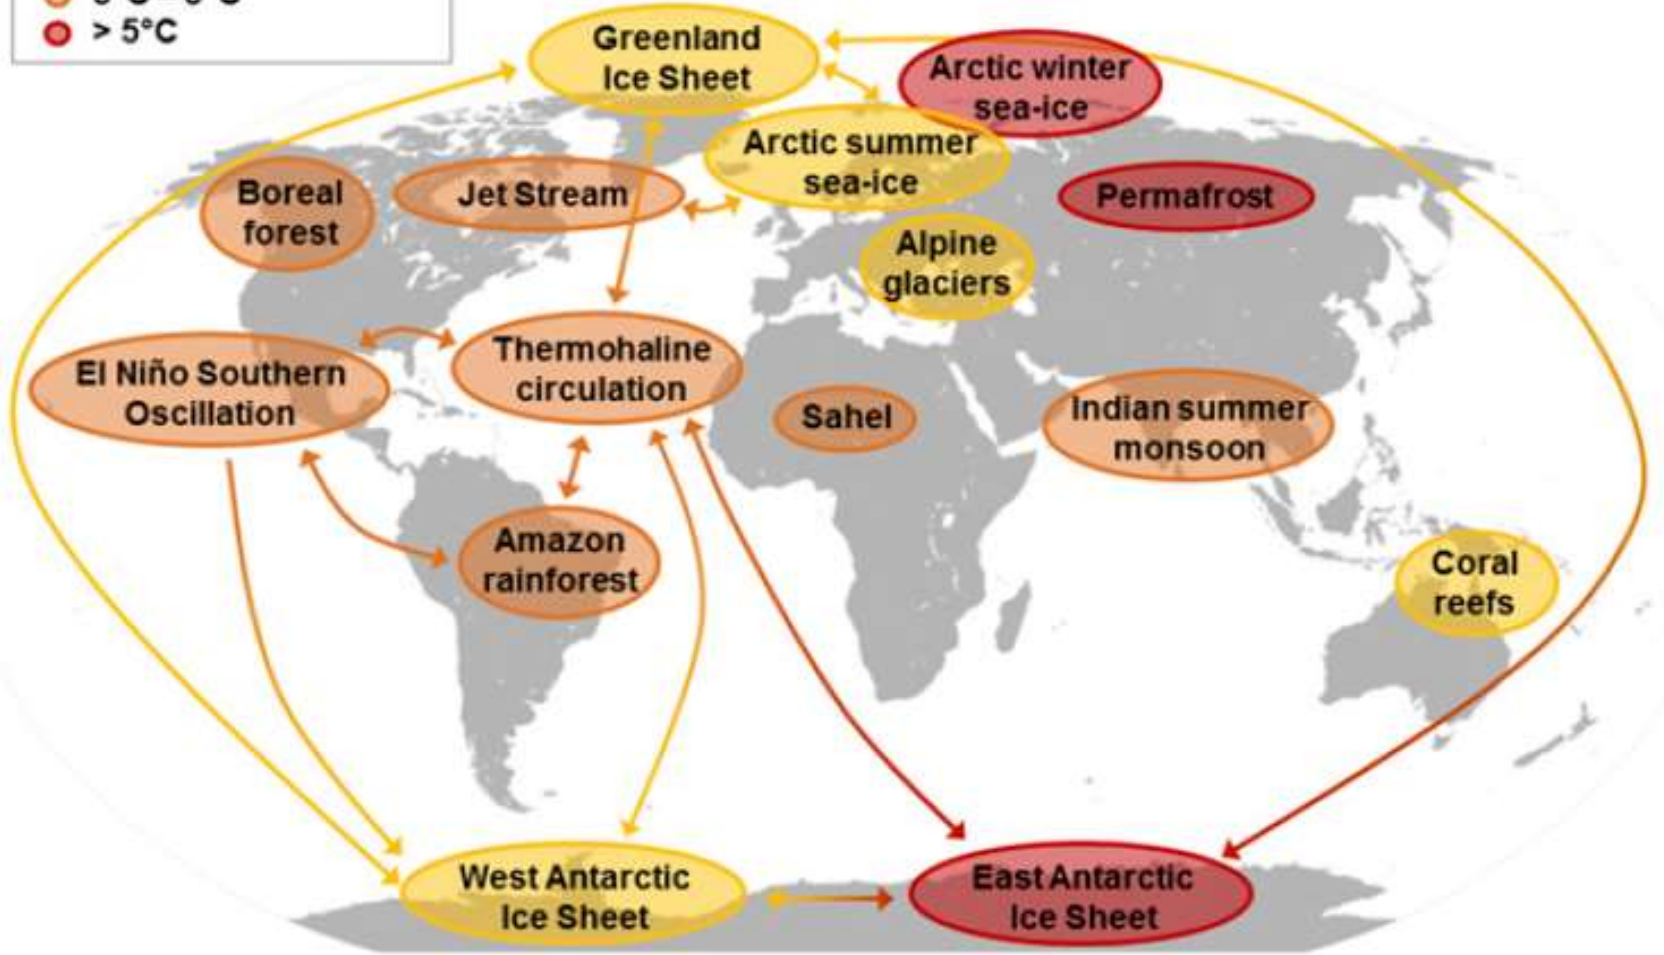 > 5°C
Greenland
Ice Sheet
Arctic winter
sea-ice
Arctic summer
sea-ice
Boreal
forest
Jet Stream
Permafrost
Alpine
glaciers
El Niño Southern
Oscillation
Thermohaline
circulation
Sahel
Indian summer
monsoon
Amazon
rainforest
Coral
reefs
West Antarctic
Ice Sheet
East Antarctic
Ice Sheet